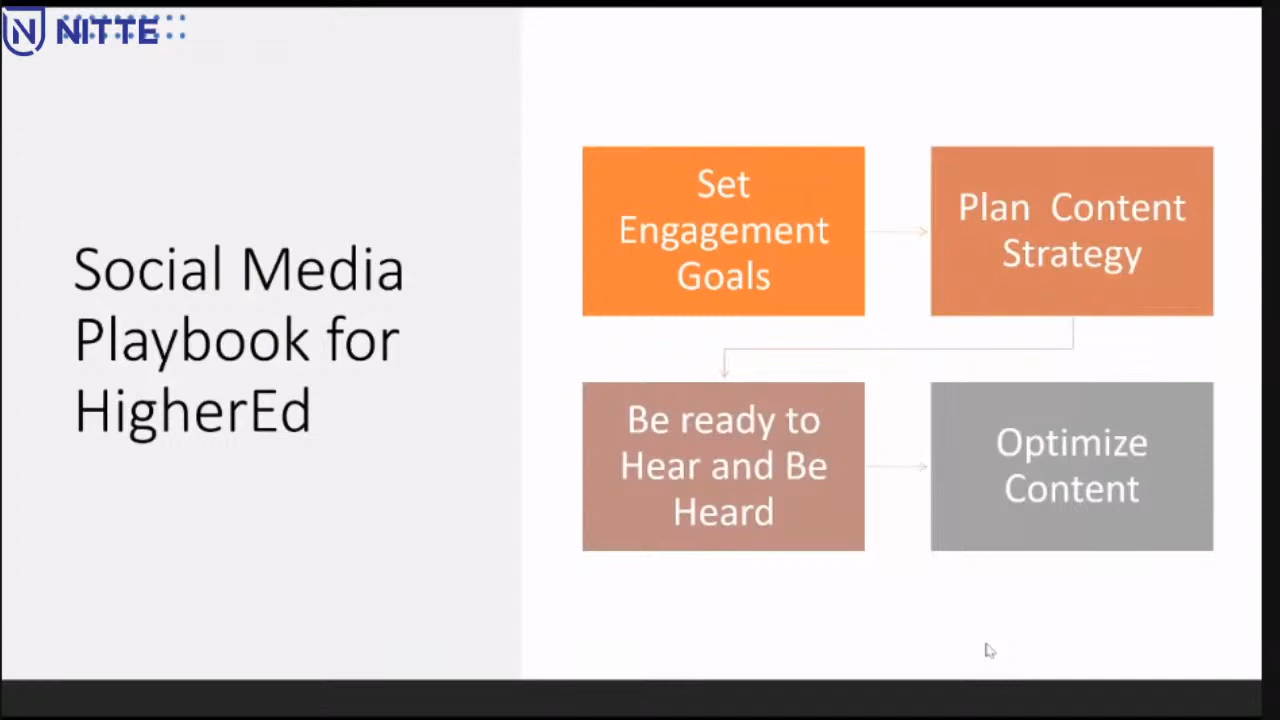 NITTE
Social Media
Playbook for
HigherEd
Set
Engagement
Goals
Plan Content
Strategy
Be ready to
Hear and Be
Heard
Optimize
Content